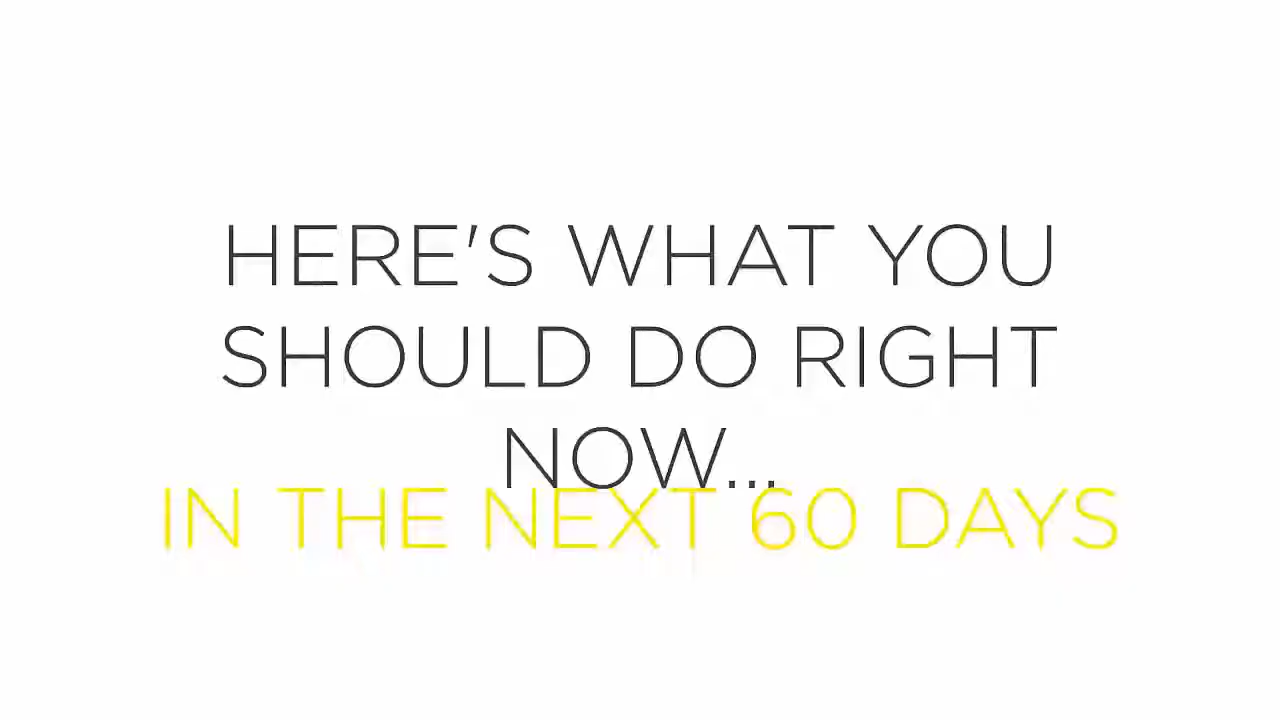 HERE'S WHAT YOU
SHOULD DO RIGHT
NOW...
IN THE NEXT 60 DAYS